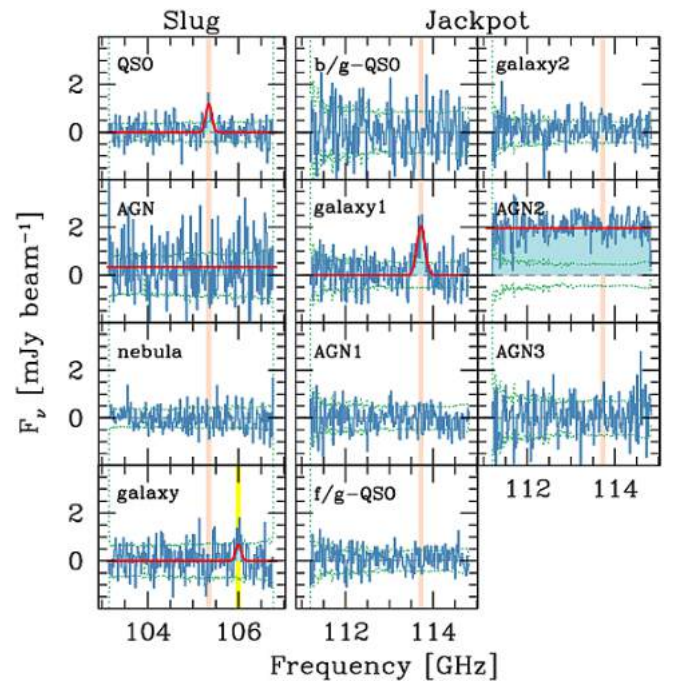 Slug Jackpot
QSO b/g-QSO galaxy2
2
0
AGN galaxy1 AGN2
2
0
nebula AGN1 AGN3
2
0
112 114
galaxy f/g-QSO
2
0
104 106 112 114
Frequency [GHz]
Fν [mJy beam⁻¹]